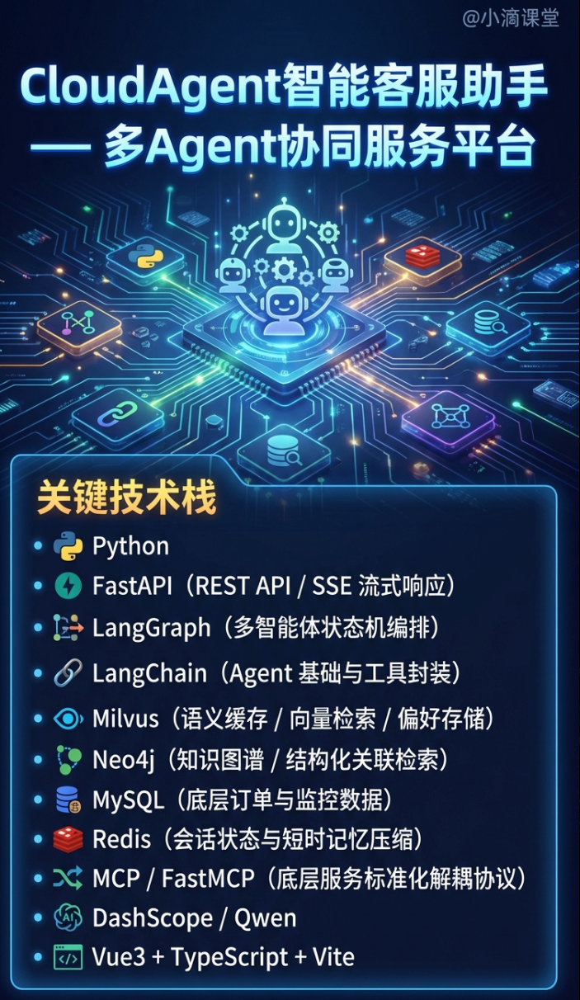 @小滴课堂
CloudAgent智能客服助手
—— 多Agent协同服务平台
关键技术栈
Python
FastAPI（REST API / SSE 流式响应）
LangGraph（多智能体状态机编排）
LangChain（Agent 基础与工具封装）
Milvus（语义缓存 / 向量检索 / 偏好存储）
Neo4j（知识图谱 / 结构化关联检索）
MySQL（底层订单与监控数据）
Redis（会话状态与短时记忆压缩）
MCP / FastMCP（底层服务标准化解耦协议）
AI
DashScope / Qwen
</>
Vue3 + TypeScript + Vite